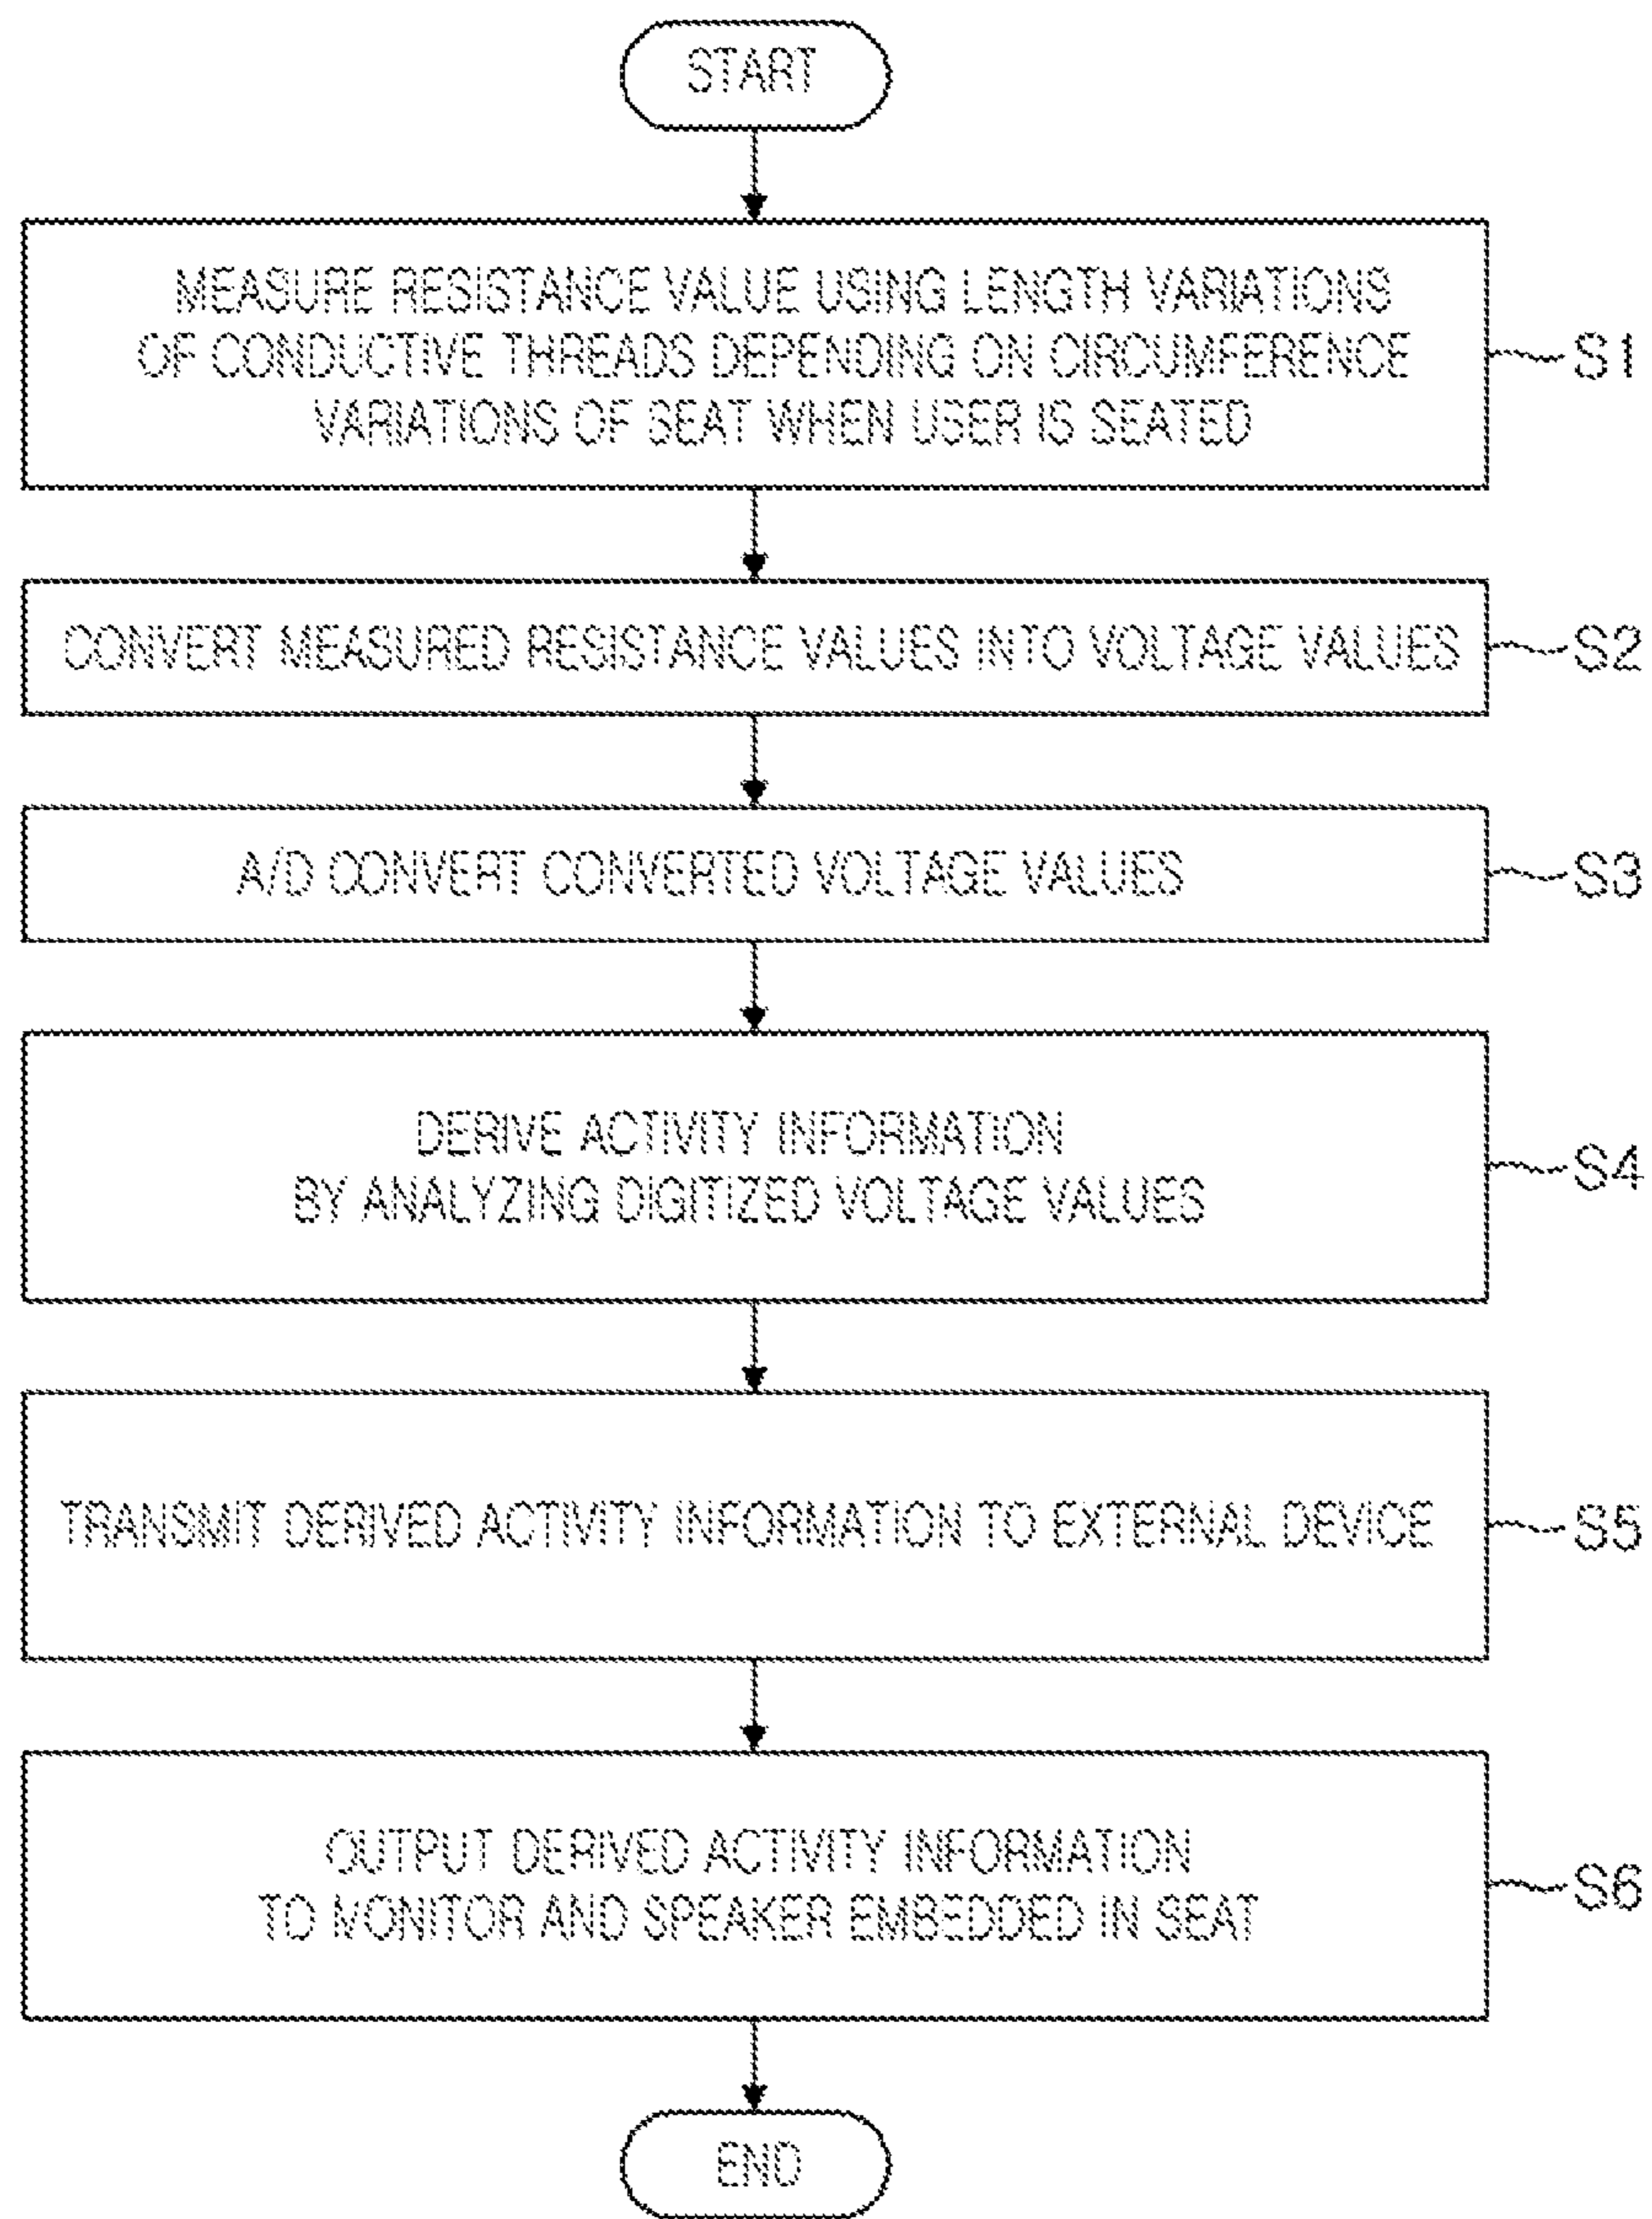 START
MEASURE RESISTANCE VALUE USING LENGTH VARIATIONS
OF CONDUCTIVE THREADS DEPENDING ON CIRCUMFERENCE
VARIATIONS OF SEAT WHEN USER IS SEATED
S1
CONVERT MEASURED RESISTANCE VALUES INTO VOLTAGE VALUES
S2
A/D CONVERT CONVERTED VOLTAGE VALUES
S3
DERIVE ACTIVITY INFORMATION
BY ANALYZING DIGITIZED VOLTAGE VALUES
S4
TRANSMIT DERIVED ACTIVITY INFORMATION TO EXTERNAL DEVICE
S5
OUTPUT DERIVED ACTIVITY INFORMATION
TO MONITOR AND SPEAKER EMBEDDED IN SEAT
S6
END